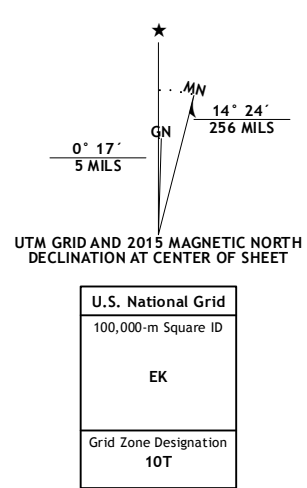 ★
MN
GN
14° 24´
256 MILS
0° 17´
5 MILS
UTM GRID AND 2015 MAGNETIC NORTH
DECLINATION AT CENTER OF SHEET
U.S. National Grid
100,000-m Square ID
EK
Grid Zone Designation
10T